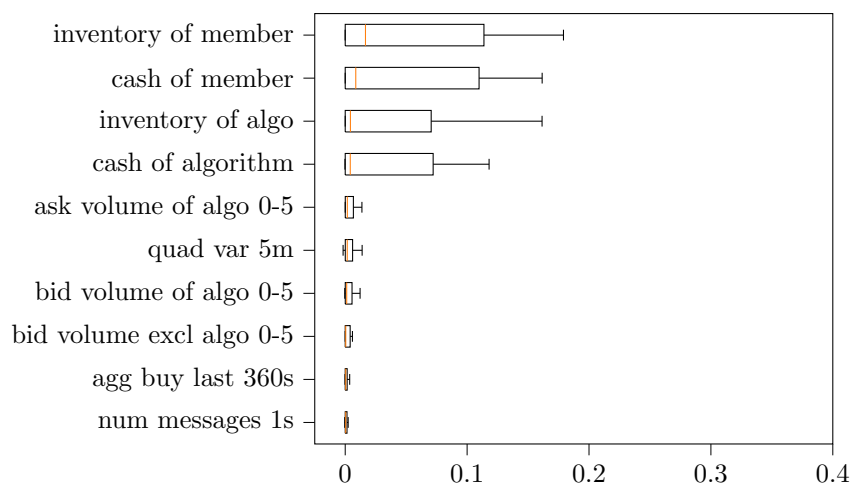 inventory of member
cash of member
inventory of algo
cash of algorithm
ask volume of algo 0-5
quad var 5m
bid volume of algo 0-5
bid volume excl algo 0-5
agg buy last 360s
num messages 1s
0 0.1 0.2 0.3 0.4